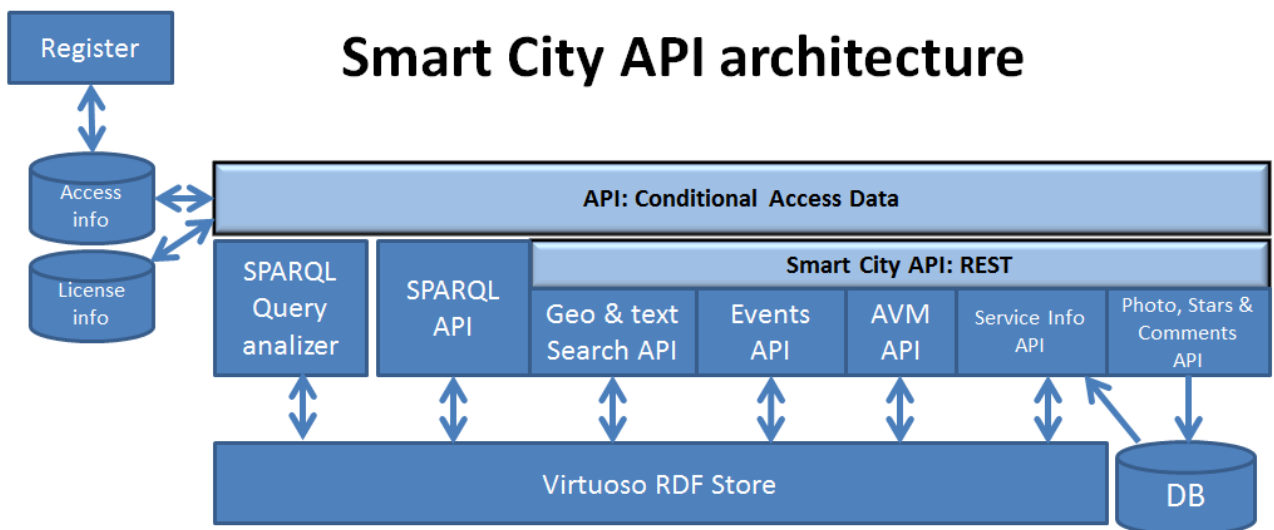 Register
Smart City API architecture
Access
info
API: Conditional Access Data
License
info
SPARQL
Query
analizer
SPARQL
API
Smart City API: REST
Geo & text
Search API
Events
API
AVM
API
Service Info
API
Photo, Stars &
Comments
API
Virtuoso RDF Store
DB